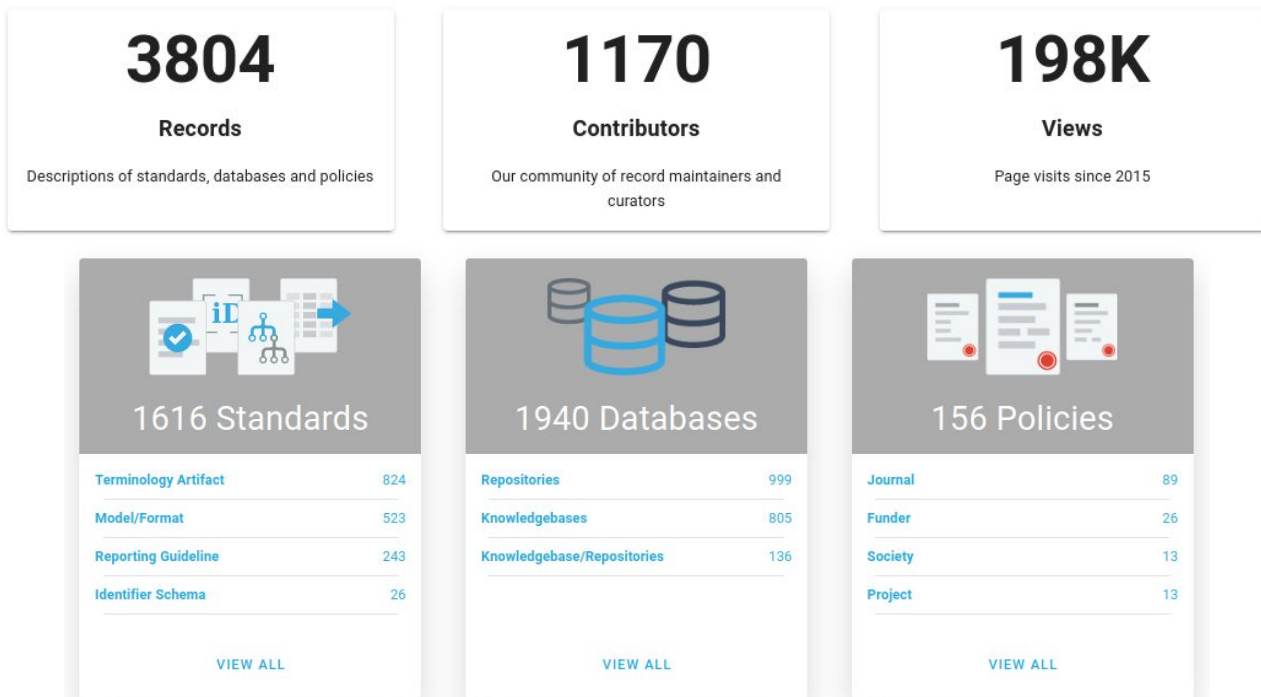 3804
Records
Descriptions of standards, databases and policies
1170
Contributors
Our community of record maintainers and
curators
198K
Views
Page visits since 2015
iD
1616 Standards
Terminology Artifact 824
Model/Format 523
Reporting Guideline 243
Identifier Schema 26
VIEW ALL
1940 Databases
Repositories 999
Knowledgebases 805
Knowledgebase/Repositories 136
VIEW ALL
156 Policies
Journal 89
Funder 26
Society 13
Project 13
VIEW ALL